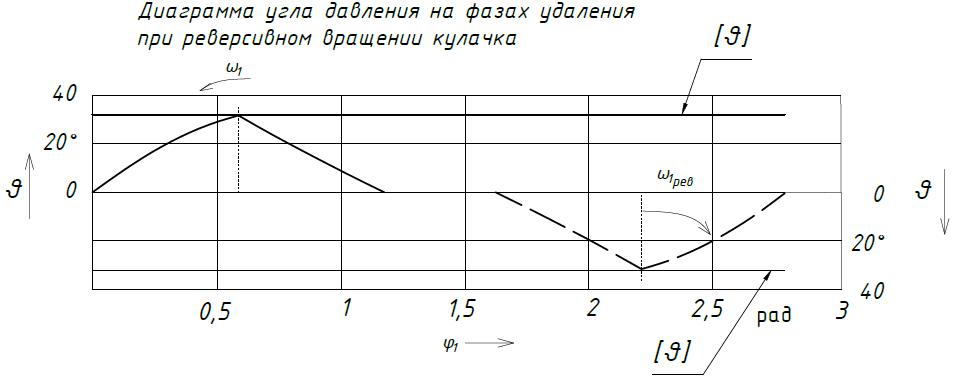 Диаграмма угла давления на фазах удаления
при реверсивном вращении кулачка
[ϑ]
ω1
40
20°
ϑ
0
ω1рев
0
ϑ
20°
40
0,5
1
1,5
2
2,5
рад
3
φ1
[ϑ]